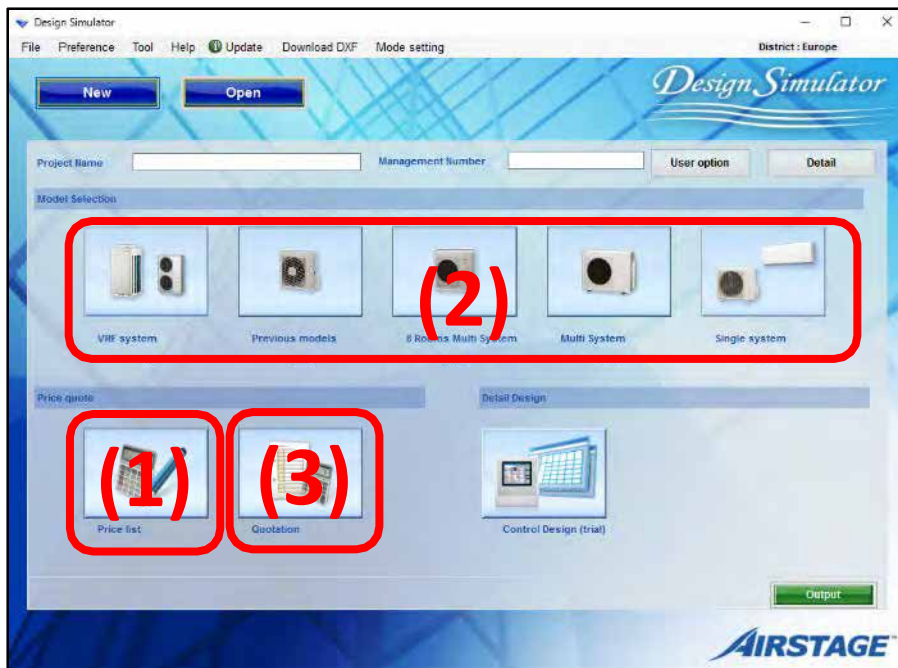 Design Simulator
File Preference Tool Help Update Download DXF Mode setting District : Europe
New Open Design Simulator
Project Name Management Number User option Detail
Model Selection
(2)
VRF system Previous models 8 Rooms Multi System Multi System Single system
Price quote Detail Design
(1) (3)
Price list Quotation Control Design (trial)
Output
AIRSTAGE